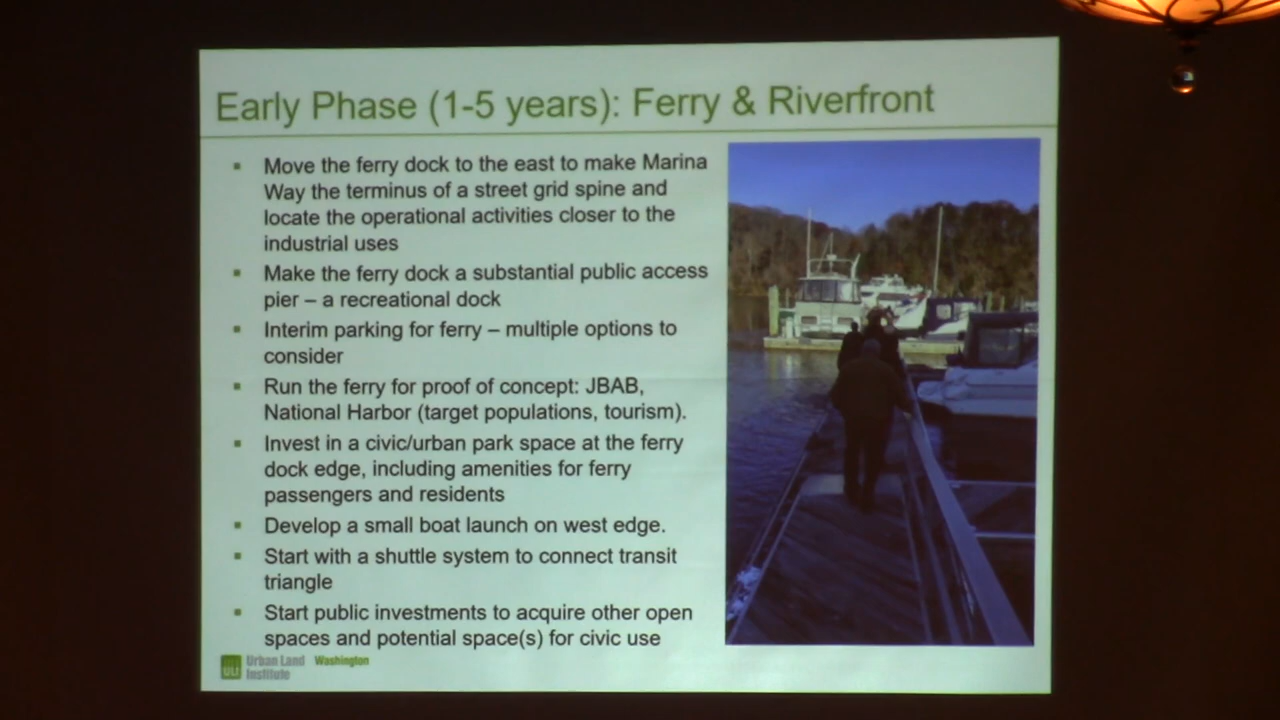 Early Phase (1-5 years): Ferry & Riverfront
Move the ferry dock to the east to make Marina
Way the terminus of a street grid spine and
locate the operational activities closer to the
industrial uses
Make the ferry dock a substantial public access
pier – a recreational dock
Interim parking for ferry – multiple options to
consider
Run the ferry for proof of concept: JBAB,
National Harbor (target populations, tourism).
Invest in a civic/urban park space at the ferry
dock edge, including amenities for ferry
passengers and residents
Develop a small boat launch on west edge.
Start with a shuttle system to connect transit
triangle
Start public investments to acquire other open
spaces and potential space(s) for civic use
ULI Urban Land Washington
Institute